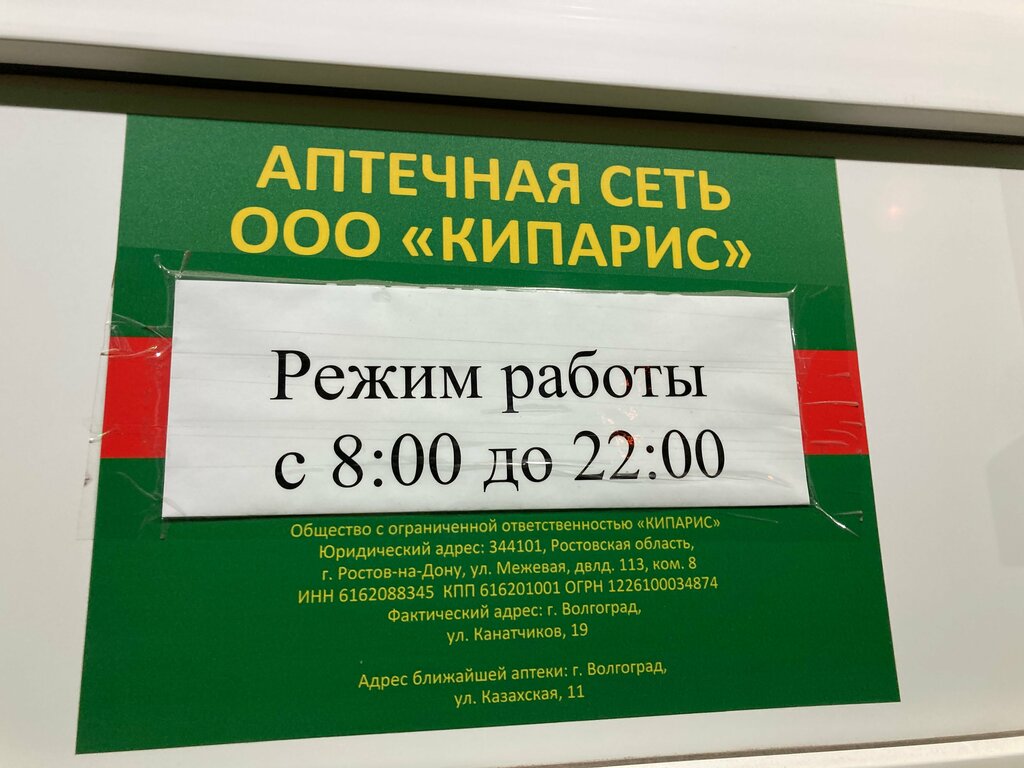 АПТЕЧНАЯ СЕТЬ
ООО «КИПАРИС»
Режим работы
с 8:00 до 22:00
Общество с ограниченной ответственностью «КИПАРИС»
Юридический адрес: 344101, Ростовская область,
г. Ростов-на-Дону, ул. Межевая, двлд. 113, ком. 8
ИНН 6162088345 КПП 616201001 ОГРН 1226100034874
Фактический адрес: г. Волгоград,
ул. Канатчиков, 19
Адрес ближайшей аптеки: г. Волгоград,
ул. Казахская, 11